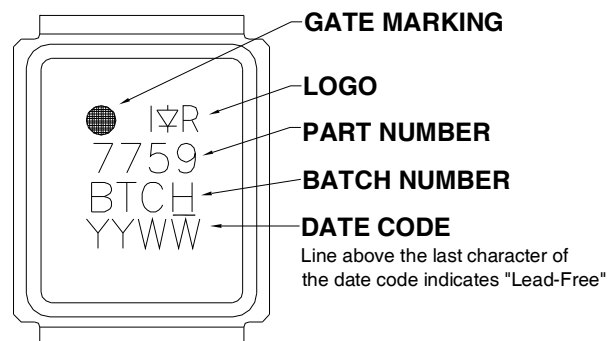 GATE MARKING
LOGO
IR
PART NUMBER
7759
BATCH NUMBER
BTCH
DATE CODE
YYWW
Line above the last character of
the date code indicates "Lead-Free"